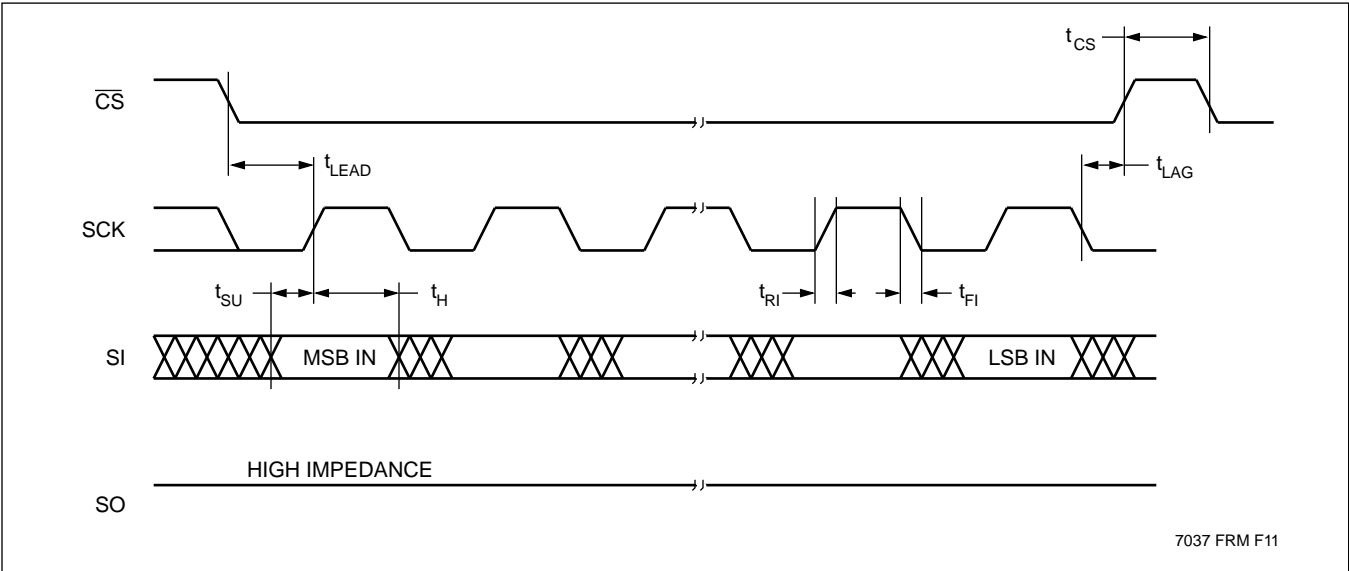 tCS
CS
tLEAD
tLAG
SCK
tSU
tH
tRI
tFI
SI
MSB IN
LSB IN
HIGH IMPEDANCE
SO
7037 FRM F11